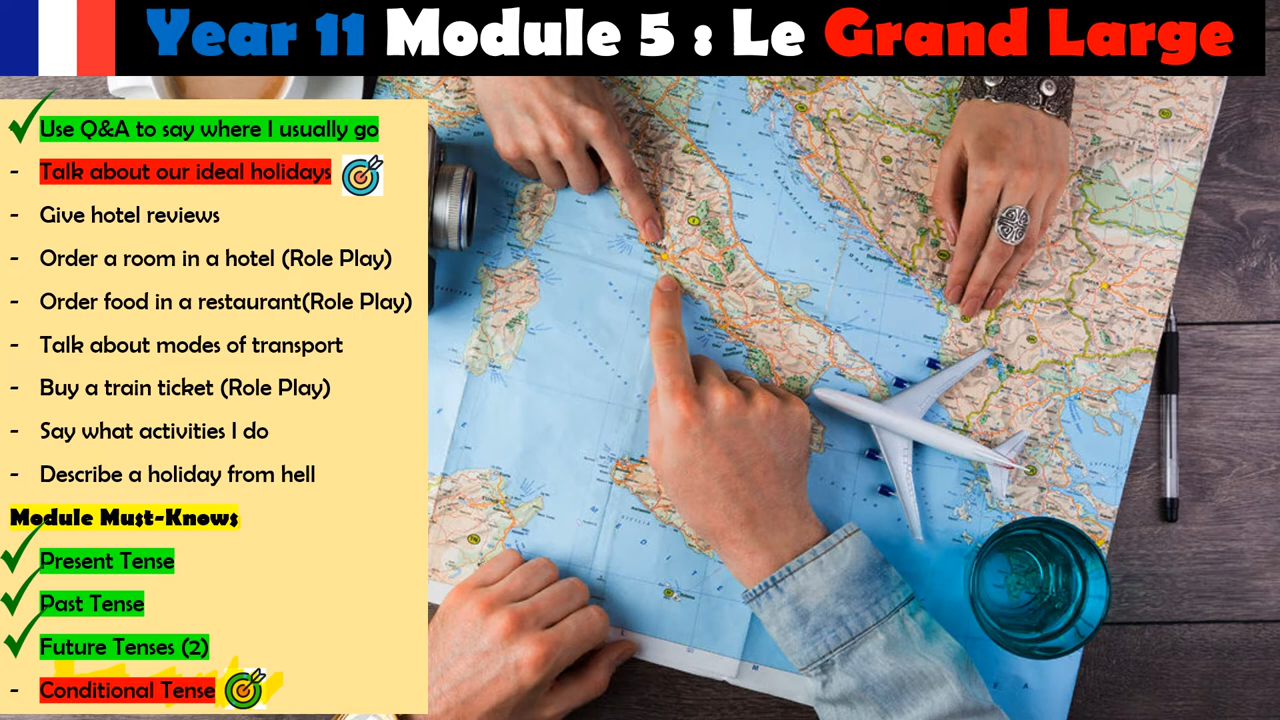 Year 11 Module 5 : Le Grand Large
Use Q&A to say where I usually go
- Talk about our ideal holidays
- Give hotel reviews
- Order a room in a hotel (Role Play)
- Order food in a restaurant(Role Play)
- Talk about modes of transport
- Buy a train ticket (Role Play)
- Say what activities I do
- Describe a holiday from hell
Module Must-Knows
Present Tense
Past Tense
Future Tenses (2)
- Conditional Tense